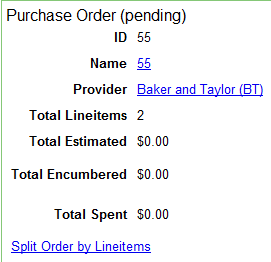 Purchase Order (pending)
ID 55
Name 55
Provider Baker and Taylor (BT)
Total Lineitems 2
Total Estimated $0.00
Total Encumbered $0.00
Total Spent $0.00
Split Order by Lineitems